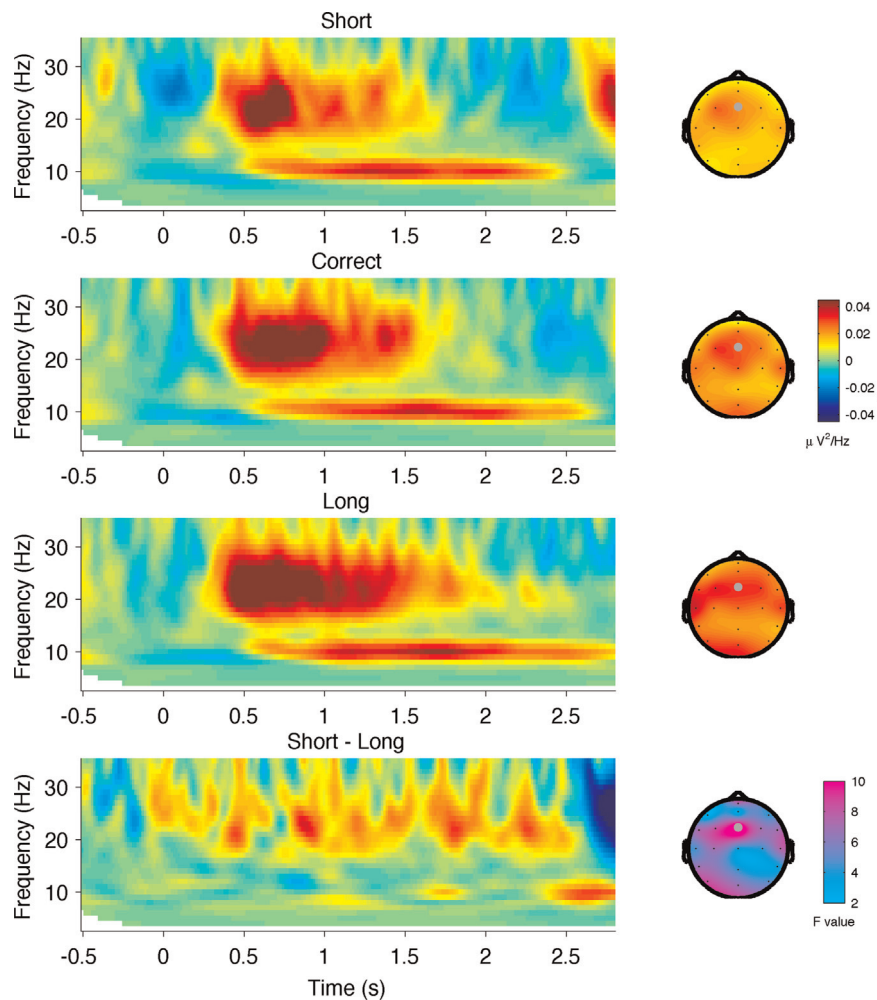 Short
Frequency (Hz)
30
20
10
-0.5 0 0.5 1 1.5 2 2.5
Correct
Frequency (Hz)
30
20
10
-0.5 0 0.5 1 1.5 2 2.5
0.04
0.02
0
-0.02
-0.04
μ V²/Hz
Long
Frequency (Hz)
30
20
10
-0.5 0 0.5 1 1.5 2 2.5
Short - Long
Frequency (Hz)
30
20
10
-0.5 0 0.5 1 1.5 2 2.5
Time (s)
10
8
6
4
2
F value